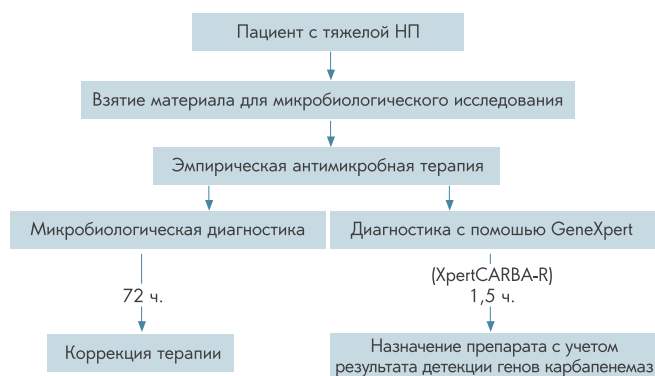 Пациент с тяжелой НП
Взятие материала для микробиологического исследования
Эмпирическая антимикробная терапия
Микробиологическая диагностика
Диагностика с помошью GeneXpert
72 ч.
(XpertCARBA-R)
1,5 ч.
Коррекция терапии
Назначение препарата с учетом
результата детекции генов карбапенемаз